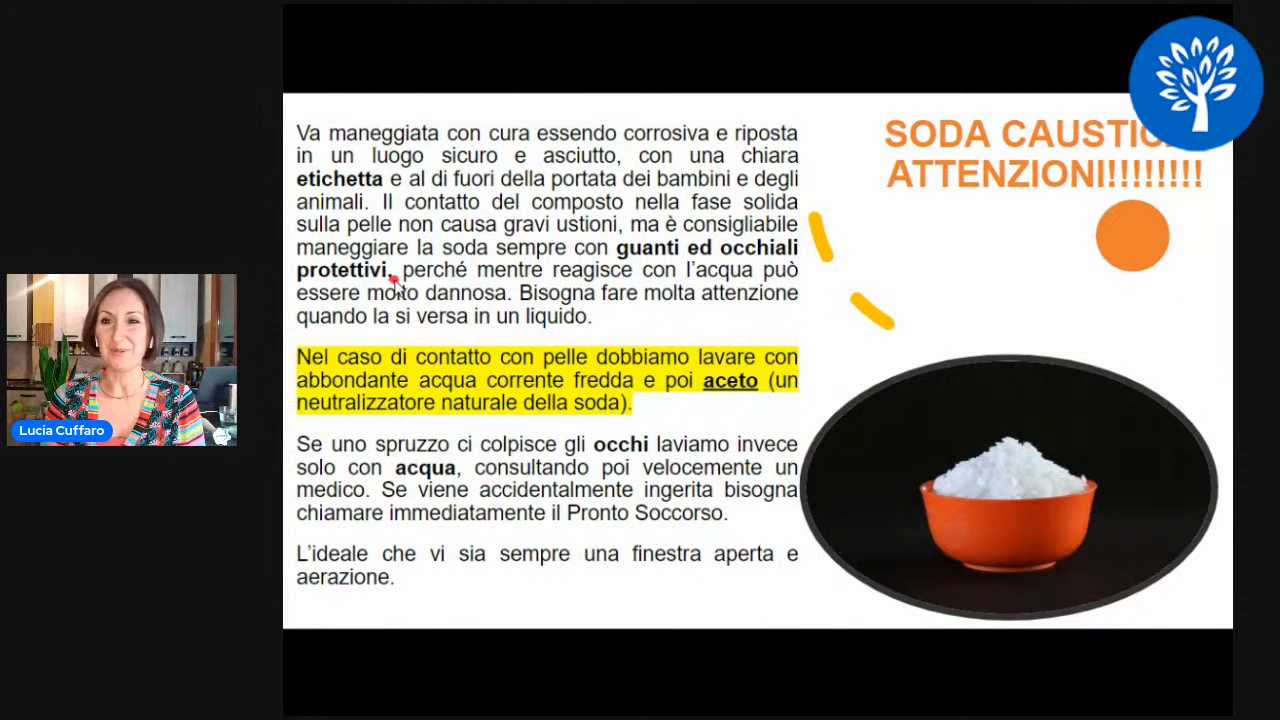 Va maneggiata con cura essendo corrosiva e riposta
in un luogo sicuro e asciutto, con una chiara
etichetta e al di fuori della portata dei bambini e degli
animali. Il contatto del composto nella fase solida
sulla pelle non causa gravi ustioni, ma è consigliabile
maneggiare la soda sempre con guanti ed occhiali
protettivi, perché mentre reagisce con l'acqua può
essere molto dannosa. Bisogna fare molta attenzione
quando la si versa in un liquido.
Nel caso di contatto con pelle dobbiamo lavare con
abbondante acqua corrente fredda e poi aceto (un
neutralizzatore naturale della soda).
Se uno spruzzo ci colpisce gli occhi laviamo invece
solo con acqua, consultando poi velocemente un
medico. Se viene accidentalmente ingerita bisogna
chiamare immediatamente il Pronto Soccorso.
L'ideale che vi sia sempre una finestra aperta e
aerazione.
SODA
ATTENZIONI!!!!!!!!
Lucia Cuffaro